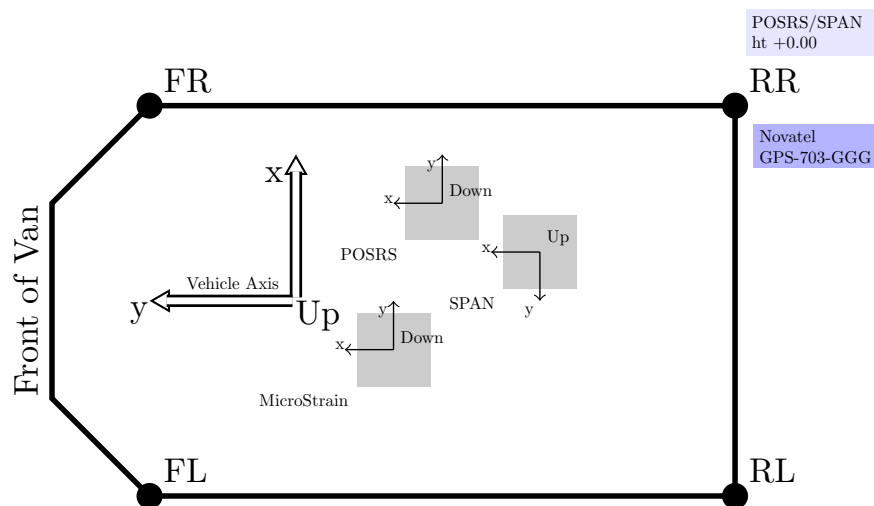 POSRS/SPAN
ht +0.00
FR
RR
Novatel
GPS-703-GGG
x
y
Down
x
POSRS
Up
x
y
SPAN
Front of Van
Vehicle Axis
y
Up
y
Down
x
MicroStrain
FL
RL